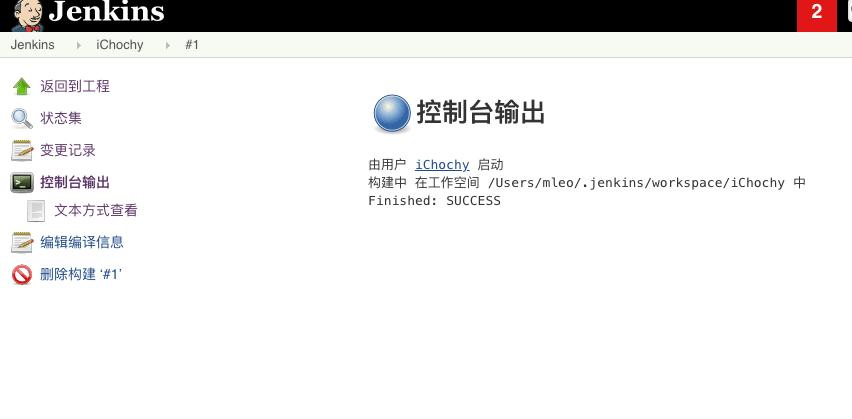 Jenkins
2
Jenkins iChochy #1
返回到工程
状态集
变更记录
控制台输出
文本方式查看
编辑编译信息
删除构建 ‘#1’
控制台输出
由用户 iChochy 启动
构建中 在工作空间 /Users/mleo/.jenkins/workspace/iChochy 中
Finished: SUCCESS